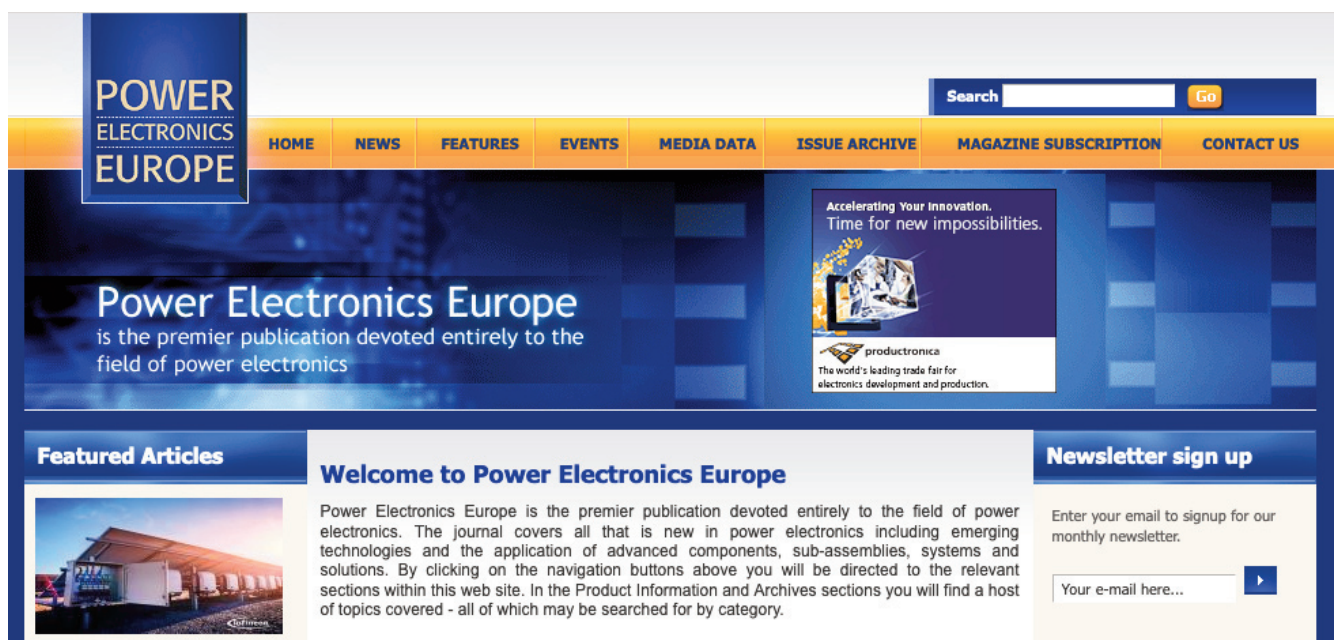 POWER
ELECTRONICS
EUROPE
Search
Go
HOME NEWS FEATURES EVENTS MEDIA DATA ISSUE ARCHIVE MAGAZINE SUBSCRIPTION CONTACT US
Power Electronics Europe
is the premier publication devoted entirely to the
field of power electronics
Accelerating Your Innovation.
Time for new impossibilities.
productronica
The world's leading trade fair for
electronics development and production.
Featured Articles
Infineon
Welcome to Power Electronics Europe
Power Electronics Europe is the premier publication devoted entirely to the field of power
electronics. The journal covers all that is new in power electronics including emerging
technologies and the application of advanced components, sub-assemblies, systems and
solutions. By clicking on the navigation buttons above you will be directed to the relevant
sections within this web site. In the Product Information and Archives sections you will find a host
of topics covered - all of which may be searched for by category.
Newsletter sign up
Enter your email to signup for our
monthly newsletter.
Your e-mail here...